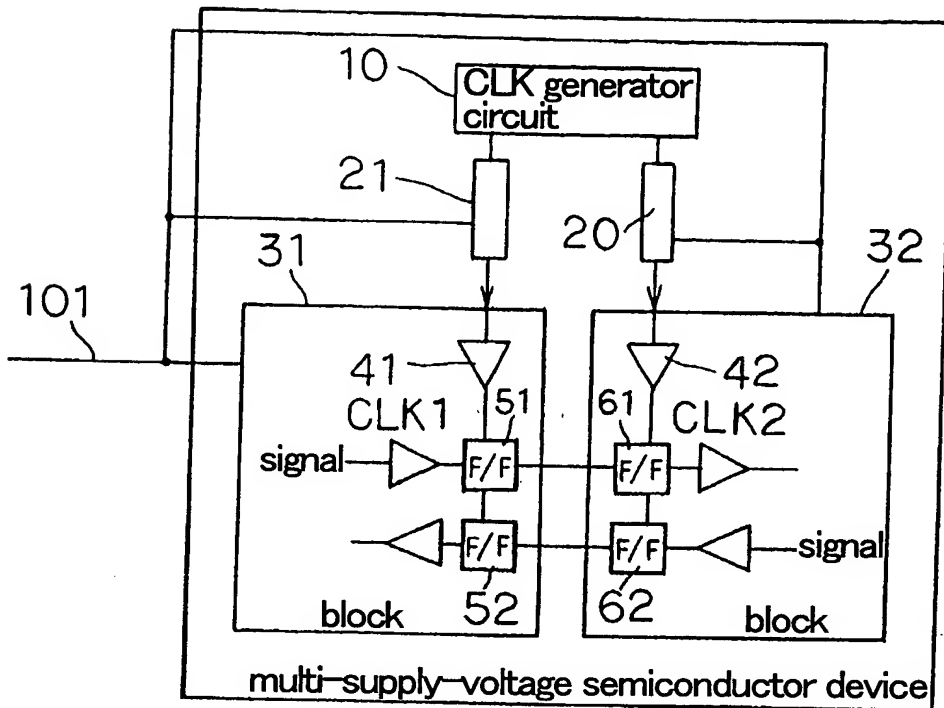 10
CLK generator
circuit
21
20
31
32
101
41
42
CLK1
51
61
CLK2
signal
F/F
F/F
F/F
F/F
signal
52
62
block
block
multi-supply-voltage semiconductor device